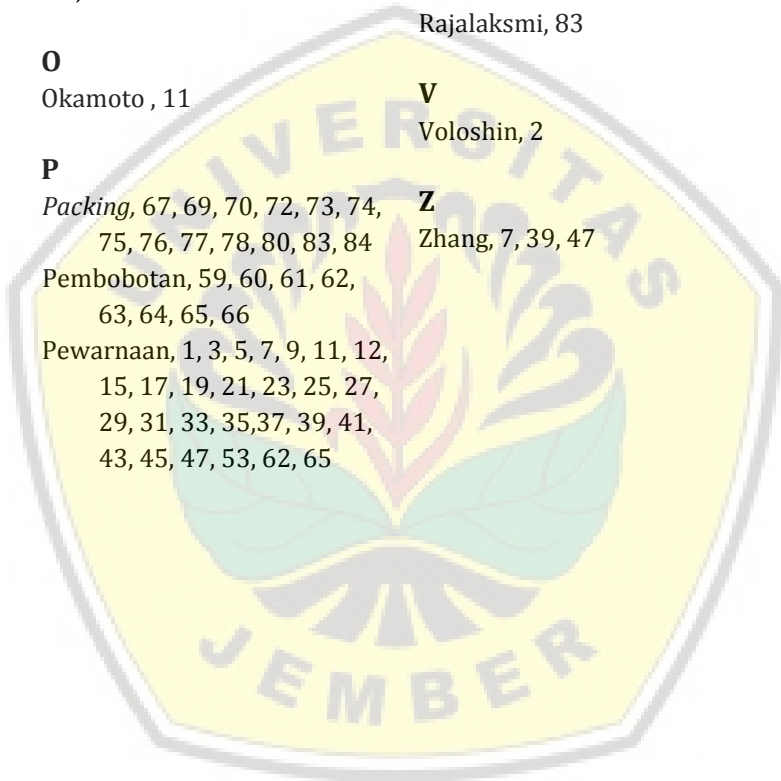 O
Okamoto , 11
P
Packing, 67, 69, 70, 72, 73, 74,
75, 76, 77, 78, 80, 83, 84
Pembobotan, 59, 60, 61, 62,
63, 64, 65, 66
Pewarnaan, 1, 3, 5, 7, 9, 11, 12,
15, 17, 19, 21, 23, 25, 27,
29, 31, 33, 35,37, 39, 41,
43, 45, 47, 53, 62, 65
Rajalaksmi, 83
V
Voloshin, 2
Z
Zhang, 7, 39, 47
UNIVERSITAS
JEMBER